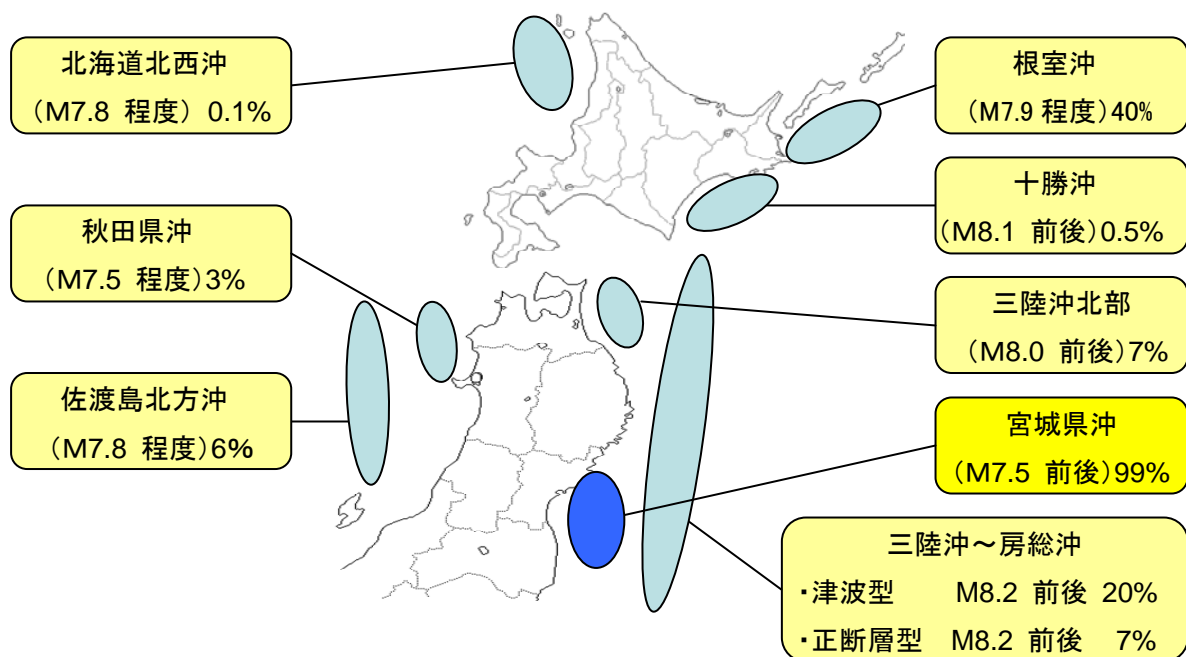 北海道北西沖
(M7.8 程度) 0.1%
根室沖
(M7.9 程度)40%
十勝沖
(M8.1 前後)0.5%
秋田県沖
(M7.5 程度)3%
三陸沖北部
(M8.0 前後)7%
佐渡島北方沖
(M7.8 程度)6%
宮城県沖
(M7.5 前後)99%
三陸沖～房総沖
・津波型 M8.2 前後 20%
・正断層型 M8.2 前後 7%